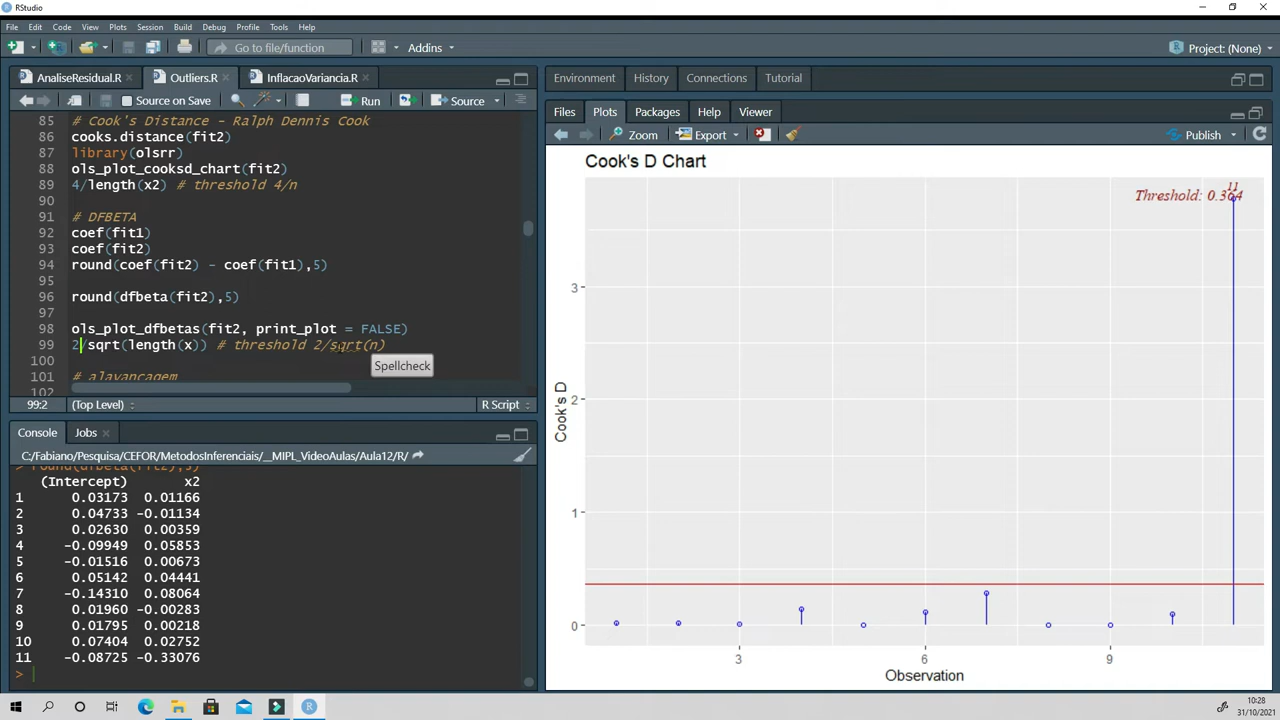 RStudio
File Edit Code View Plots Session Build Debug Profile Tools Help
Go to file/function Addins Project: (None)
AnaliseResidual.R Outliers.R InflacaoVariancia.R
Source on Save Run Source
85 # Cook's Distance - Ralph Dennis Cook
86 cooks.distance(fit2)
87 library(olsrr)
88 ols_plot_cooksd_chart(fit2)
89 4/length(x2) # threshold 4/n
90
91 # DFBETA
92 coef(fit1)
93 coef(fit2)
94 round(coef(fit2) - coef(fit1),5)
95
96 round(dfbeta(fit2),5)
97
98 ols_plot_dfbetas(fit2, print_plot = FALSE)
99 2/sqrt(length(x)) # threshold 2/sqrt(n)
100
Spellcheck
101 # alavancagem
102
99:2 (Top Level) R Script
Console Jobs
C:/Fabiano/Pesquisa/CEFOR/MetodosInferenciais/__MIPL_VideoAulas/Aula12/R/
> round(dfbeta(fit2),5)
(Intercept) x2
1 0.03173 0.01166
2 0.04733 -0.01134
3 0.02630 0.00359
4 -0.09949 0.05853
5 -0.01516 0.00673
6 0.05142 0.04441
7 -0.14310 0.08064
8 0.01960 -0.00283
9 0.01795 0.00218
10 0.07404 0.02752
11 -0.08725 -0.33076
>
Environment History Connections Tutorial
Files Plots Packages Help Viewer
Zoom Export Publish
Cook's D Chart
11
Threshold: 0.364
3
2
1
0
Cook's D
3 6 9
Observation
10:28
31/10/2021